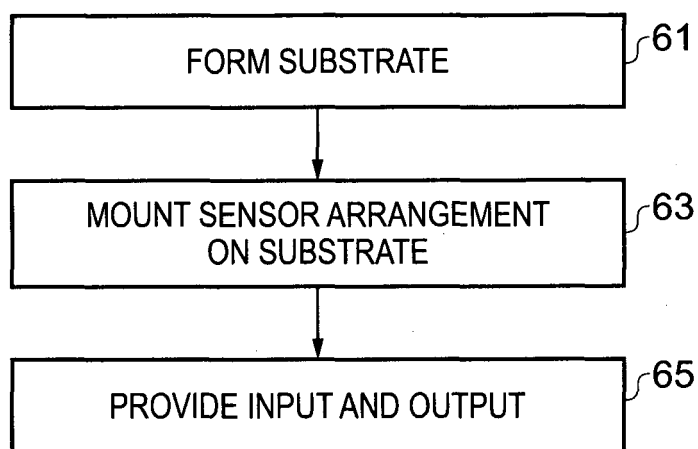 FORM SUBSTRATE
61
MOUNT SENSOR ARRANGEMENT
ON SUBSTRATE
63
PROVIDE INPUT AND OUTPUT
65